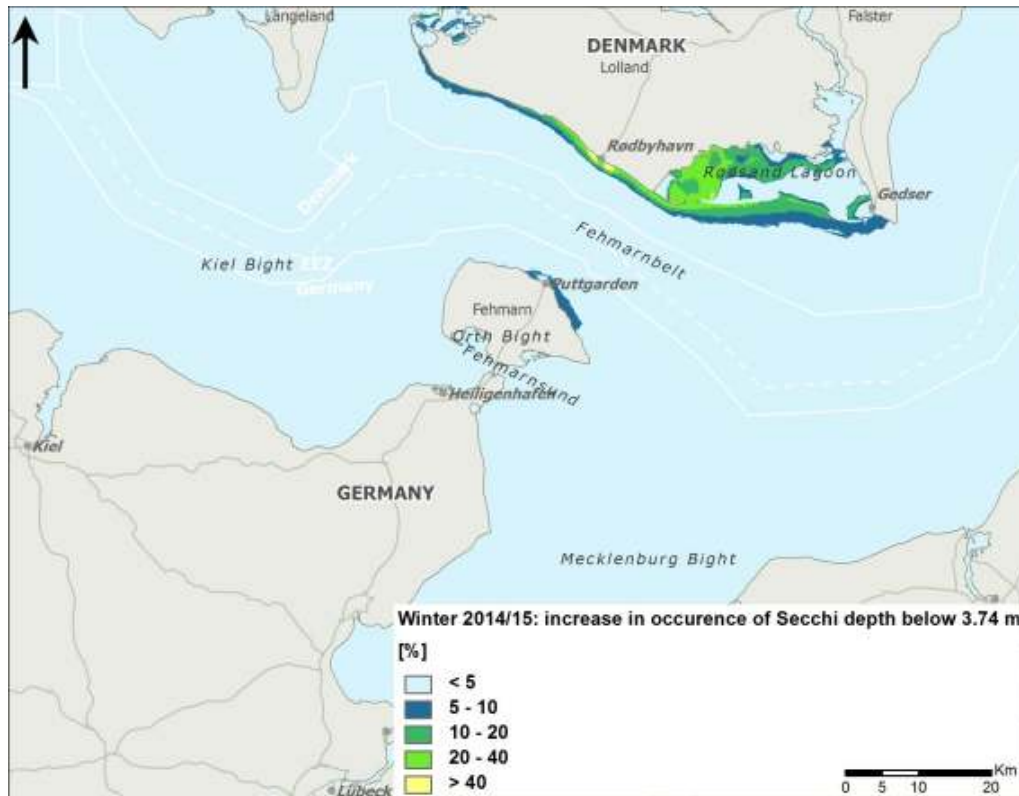 Langeland
Falster
DENMARK
Lolland
Rødbyhavn
Rødsand Lagoon
Gedser
Denmark
Fehmarnbelt
Kiel Bight
EEZ
Germany
Puttgarden
Fehmarn
Orth Bight
Fehmarnsund
Heiligenhafen
Kiel
GERMANY
Mecklenburg Bight
Winter 2014/15: increase in occurence of Secchi depth below 3.74 m
[%]
< 5
5 - 10
10 - 20
20 - 40
> 40
Km
0 5 10 20
Lübeck